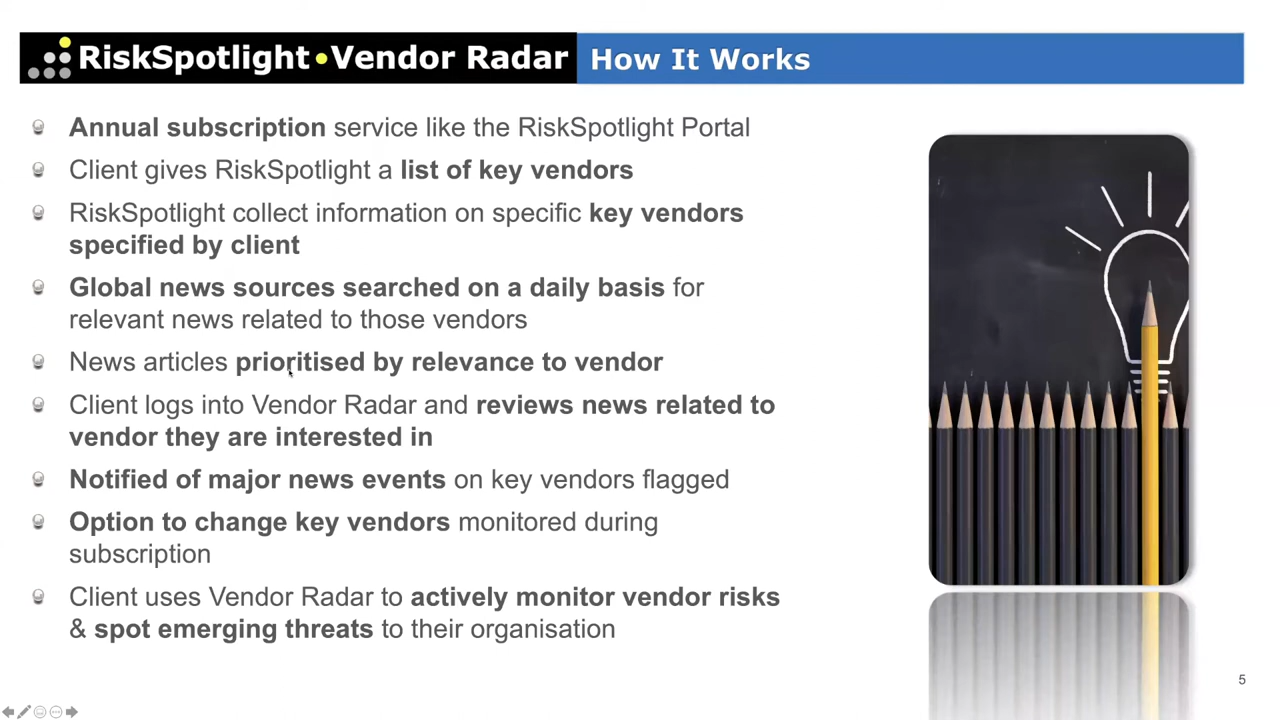 RiskSpotlight•Vendor Radar How It Works
Annual subscription service like the RiskSpotlight Portal
Client gives RiskSpotlight a list of key vendors
RiskSpotlight collect information on specific key vendors
specified by client
Global news sources searched on a daily basis for
relevant news related to those vendors
News articles prioritised by relevance to vendor
Client logs into Vendor Radar and reviews news related to
vendor they are interested in
Notified of major news events on key vendors flagged
Option to change key vendors monitored during
subscription
Client uses Vendor Radar to actively monitor vendor risks
& spot emerging threats to their organisation
5